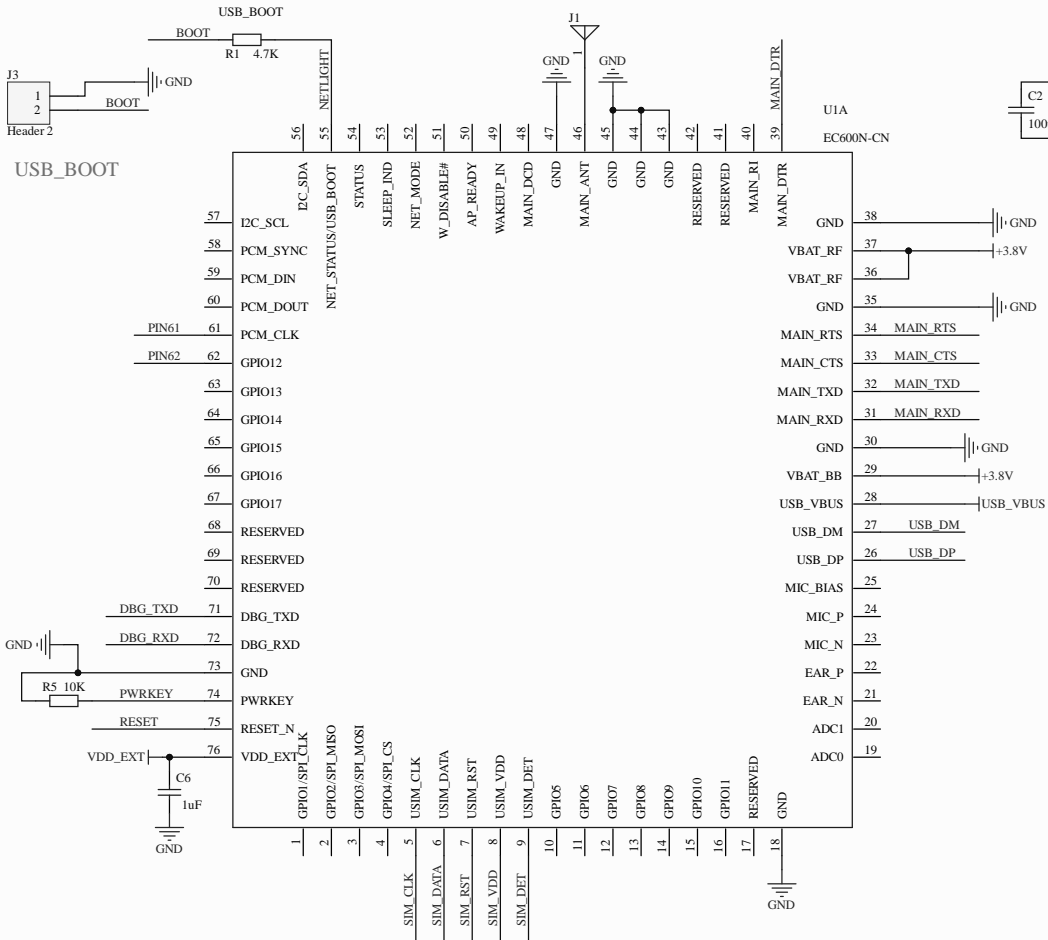 USB_BOOT
BOOT
R1 4.7K
NETLIGHT
J3
1
2
Header 2
GND
BOOT
USB_BOOT
J1
1
GND
GND
MAIN_DTR
C2
100
U1A
EC600N-CN
56
55
54
53
52
51
50
49
48
47
46
45
44
43
42
41
40
39
I2C_SDA
NET_STATUS/USB_BOOT
STATUS
SLEEP_IND
NET_MODE
W_DISABLE#
AP_READY
WAKEUP_IN
MAIN_DCD
GND
MAIN_ANT
GND
GND
GND
RESERVED
RESERVED
MAIN_RI
MAIN_DTR
57 I2C_SCL
58 PCM_SYNC
59 PCM_DIN
60 PCM_DOUT
PIN61 61 PCM_CLK
PIN62 62 GPIO12
63 GPIO13
64 GPIO14
65 GPIO15
66 GPIO16
67 GPIO17
68 RESERVED
69 RESERVED
70 RESERVED
DBG_TXD 71 DBG_TXD
DBG_RXD 72 DBG_RXD
GND
73 GND
R5 10K PWRKEY 74 PWRKEY
RESET 75 RESET_N
VDD_EXT 76 VDD_EXT
C6
1uF
GND
GND 38 GND
VBAT_RF 37 +3.8V
VBAT_RF 36
GND 35 GND
MAIN_RTS 34 MAIN_RTS
MAIN_CTS 33 MAIN_CTS
MAIN_TXD 32 MAIN_TXD
MAIN_RXD 31 MAIN_RXD
GND 30 GND
VBAT_BB 29 +3.8V
USB_VBUS 28 USB_VBUS
USB_DM 27 USB_DM
USB_DP 26 USB_DP
MIC_BIAS 25
MIC_P 24
MIC_N 23
EAR_P 22
EAR_N 21
ADC1 20
ADC0 19
GPIO1/SPI_CLK
GPIO2/SPI_MISO
GPIO3/SPI_MOSI
GPIO4/SPI_CS
USIM_CLK
USIM_DATA
USIM_RST
USIM_VDD
USIM_DET
GPIO5
GPIO6
GPIO7
GPIO8
GPIO9
GPIO10
GPIO11
RESERVED
GND
1
2
3
4
5
6
7
8
9
10
11
12
13
14
15
16
17
18
SIM_CLK
SIM_DATA
SIM_RST
SIM_VDD
SIM_DET
GND